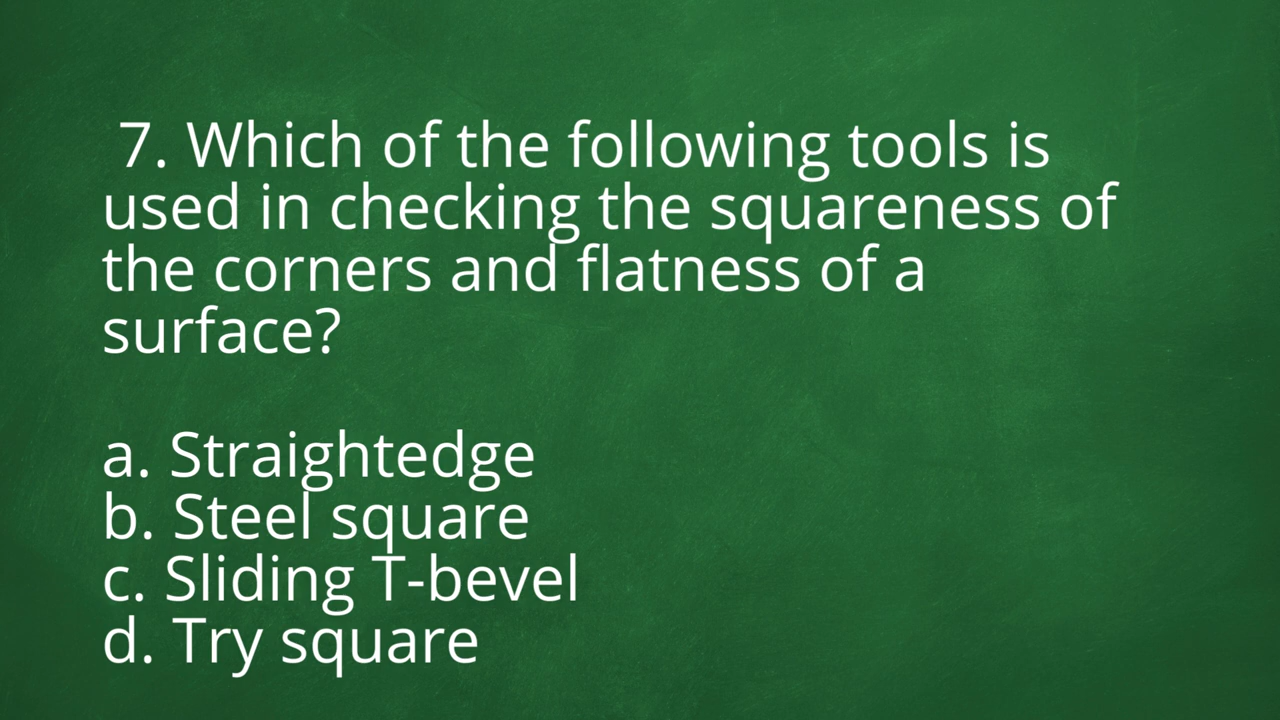 7. Which of the following tools is
used in checking the squareness of
the corners and flatness of a
surface?
a. Straightedge
b. Steel square
c. Sliding T-bevel
d. Try square